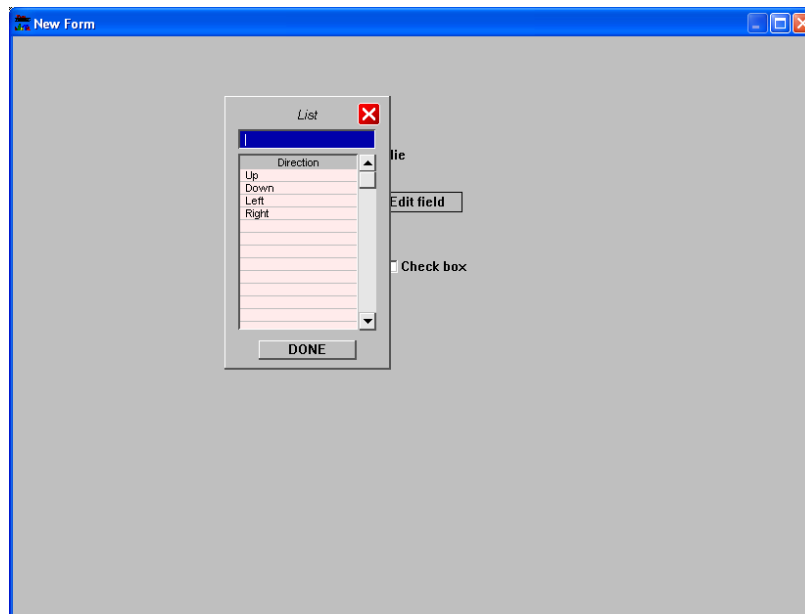 New Form
List
lie
Direction
Up
Down
Left
Right
Edit field
Check box
DONE